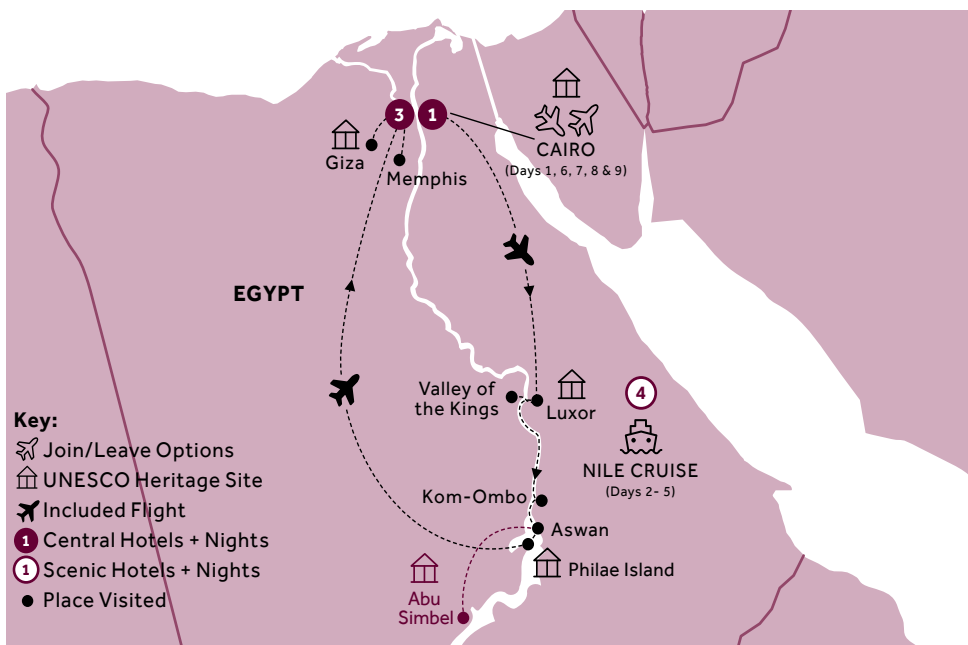 3
1
CAIRO
(Days 1, 6, 7, 8 & 9)
Giza
Memphis
EGYPT
Valley of
the Kings
Luxor
4
NILE CRUISE
(Days 2- 5)
Kom-Ombo
Aswan
Philae Island
Abu
Simbel
Key:
Join/Leave Options
UNESCO Heritage Site
Included Flight
1 Central Hotels + Nights
1 Scenic Hotels + Nights
Place Visited